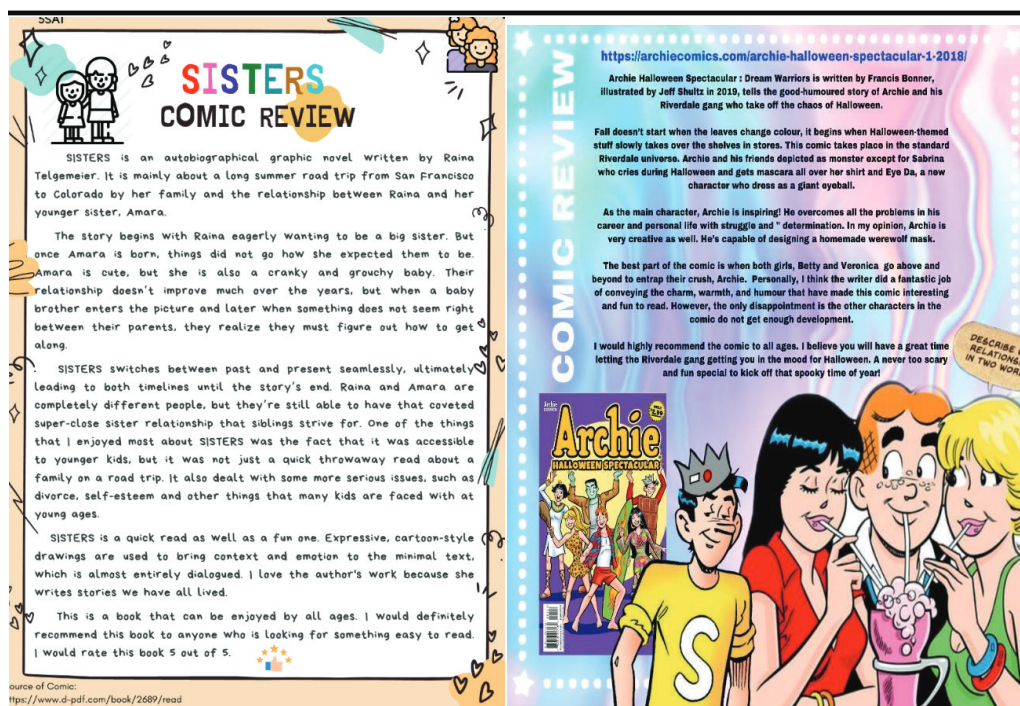 5SA1
SISTERS
COMIC REVIEW
SISTERS is an autobiographical graphic novel written by Raina
Telgemeier. It is mainly about a long summer road trip from San Francisco
to Colorado by her family and the relationship between Raina and her
younger sister, Amara.
The story begins with Raina eagerly wanting to be a big sister. But
once Amara is born, things did not go how she expected them to be.
Amara is cute, but she is also a cranky and grouchy baby. Their
relationship doesn't improve much over the years, but when a baby
brother enters the picture and later when something does not seem right
between their parents, they realize they must figure out how to get
along.
SISTERS switches between past and present seamlessly, ultimately
leading to both timelines until the story's end. Raina and Amara are
completely different people, but they're still able to have that coveted
super-close sister relationship that siblings strive for. One of the things
that I enjoyed most about SISTERS was the fact that it was accessible
to younger kids, but it was not just a quick throwaway read about a
family on a road trip. It also dealt with some more serious issues, such as
divorce, self-esteem and other things that many kids are faced with at
young ages.
SISTERS is a quick read as well as a fun one. Expressive, cartoon-style
drawings are used to bring context and emotion to the minimal text,
which is almost entirely dialogued. I love the author's work because she
writes stories we have all lived.
This is a book that can be enjoyed by all ages. I would definitely
recommend this book to anyone who is looking for something easy to read.
I would rate this book 5 out of 5.
ource of Comic:
ttps://www.d-pdf.com/book/2689/read
COMIC REVIEW
https://archiecomics.com/archie-halloween-spectacular-1-2018/
Archie Halloween Spectacular : Dream Warriors is written by Francis Bonner,
illustrated by Jeff Shultz in 2019, tells the good-humoured story of Archie and his
Riverdale gang who take off the chaos of Halloween.
Fall doesn't start when the leaves change colour, it begins when Halloween-themed
stuff slowly takes over the shelves in stores. This comic takes place in the standard
Riverdale universe. Archie and his friends depicted as monster except for Sabrina
who cries during Halloween and gets mascara all over her shirt and Eye Da, a new
character who dress as a giant eyeball.
As the main character, Archie is inspiring! He overcomes all the problems in his
career and personal life with struggle and " determination. In my opinion, Archie is
very creative as well. He's capable of designing a homemade werewolf mask.
The best part of the comic is when both girls, Betty and Veronica go above and
beyond to entrap their crush, Archie. Personally, I think the writer did a fantastic job
of conveying the charm, warmth, and humour that have made this comic interesting
and fun to read. However, the only disappointment is the other characters in the
comic do not get enough development.
I would highly recommend the comic to all ages. I believe you will have a great time
letting the Riverdale gang getting you in the mood for Halloween. A never too scary
and fun special to kick off that spooky time of year!
DESCRIBE
RELATIONS
IN TWO WOR
Archie
COMICS
Archie
HALLOWEEN SPECTACULAR
S